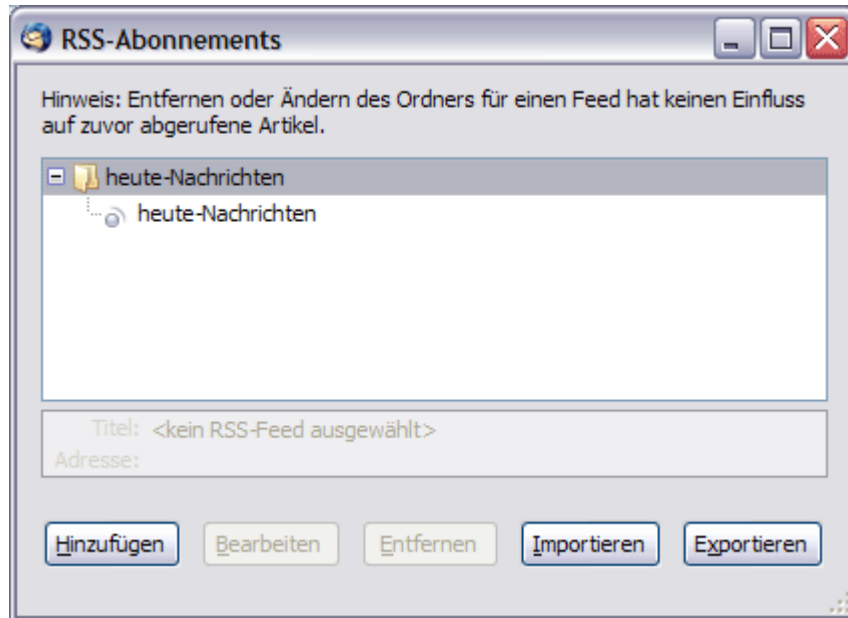 RSS-Abonnements
Hinweis: Entfernen oder Ändern des Ordners für einen Feed hat keinen Einfluss
auf zuvor abgerufene Artikel.
heute-Nachrichten
heute-Nachrichten
Titel: <kein RSS-Feed ausgewählt>
Adresse:
Hinzufügen Bearbeiten Entfernen Importieren Exportieren